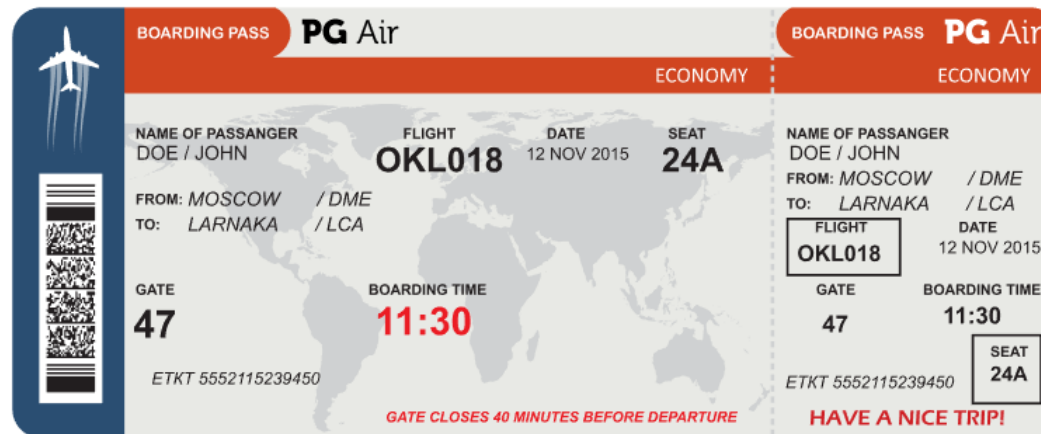 BOARDING PASS PG Air
ECONOMY
NAME OF PASSANGER FLIGHT DATE SEAT
DOE / JOHN OKL018 12 NOV 2015 24A
FROM: MOSCOW / DME
TO: LARNAKA / LCA
GATE BOARDING TIME
47 11:30
ETKT 5552115239450
GATE CLOSES 40 MINUTES BEFORE DEPARTURE
BOARDING PASS PG Air
ECONOMY
NAME OF PASSANGER
DOE / JOHN
FROM: MOSCOW / DME
TO: LARNAKA / LCA
FLIGHT DATE
OKL018 12 NOV 2015
GATE BOARDING TIME
47 11:30
SEAT
24A
ETKT 5552115239450
HAVE A NICE TRIP!